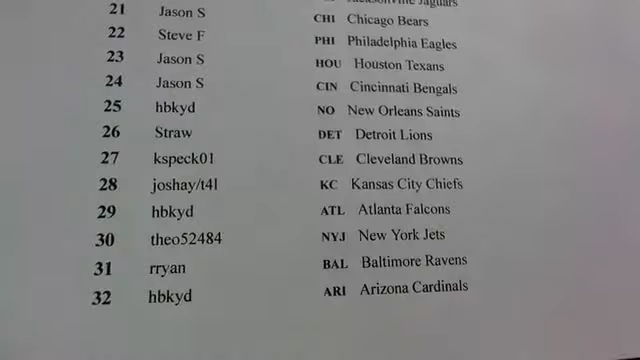 Jacksonville Jaguars
21 Jason S CHI Chicago Bears
22 Steve F PHI Philadelphia Eagles
23 Jason S HOU Houston Texans
24 Jason S CIN Cincinnati Bengals
25 hbkyd NO New Orleans Saints
26 Straw DET Detroit Lions
27 kspeck01 CLE Cleveland Browns
28 joshay/t4l KC Kansas City Chiefs
29 hbkyd ATL Atlanta Falcons
30 theo52484 NYJ New York Jets
31 rryan BAL Baltimore Ravens
32 hbkyd ARI Arizona Cardinals